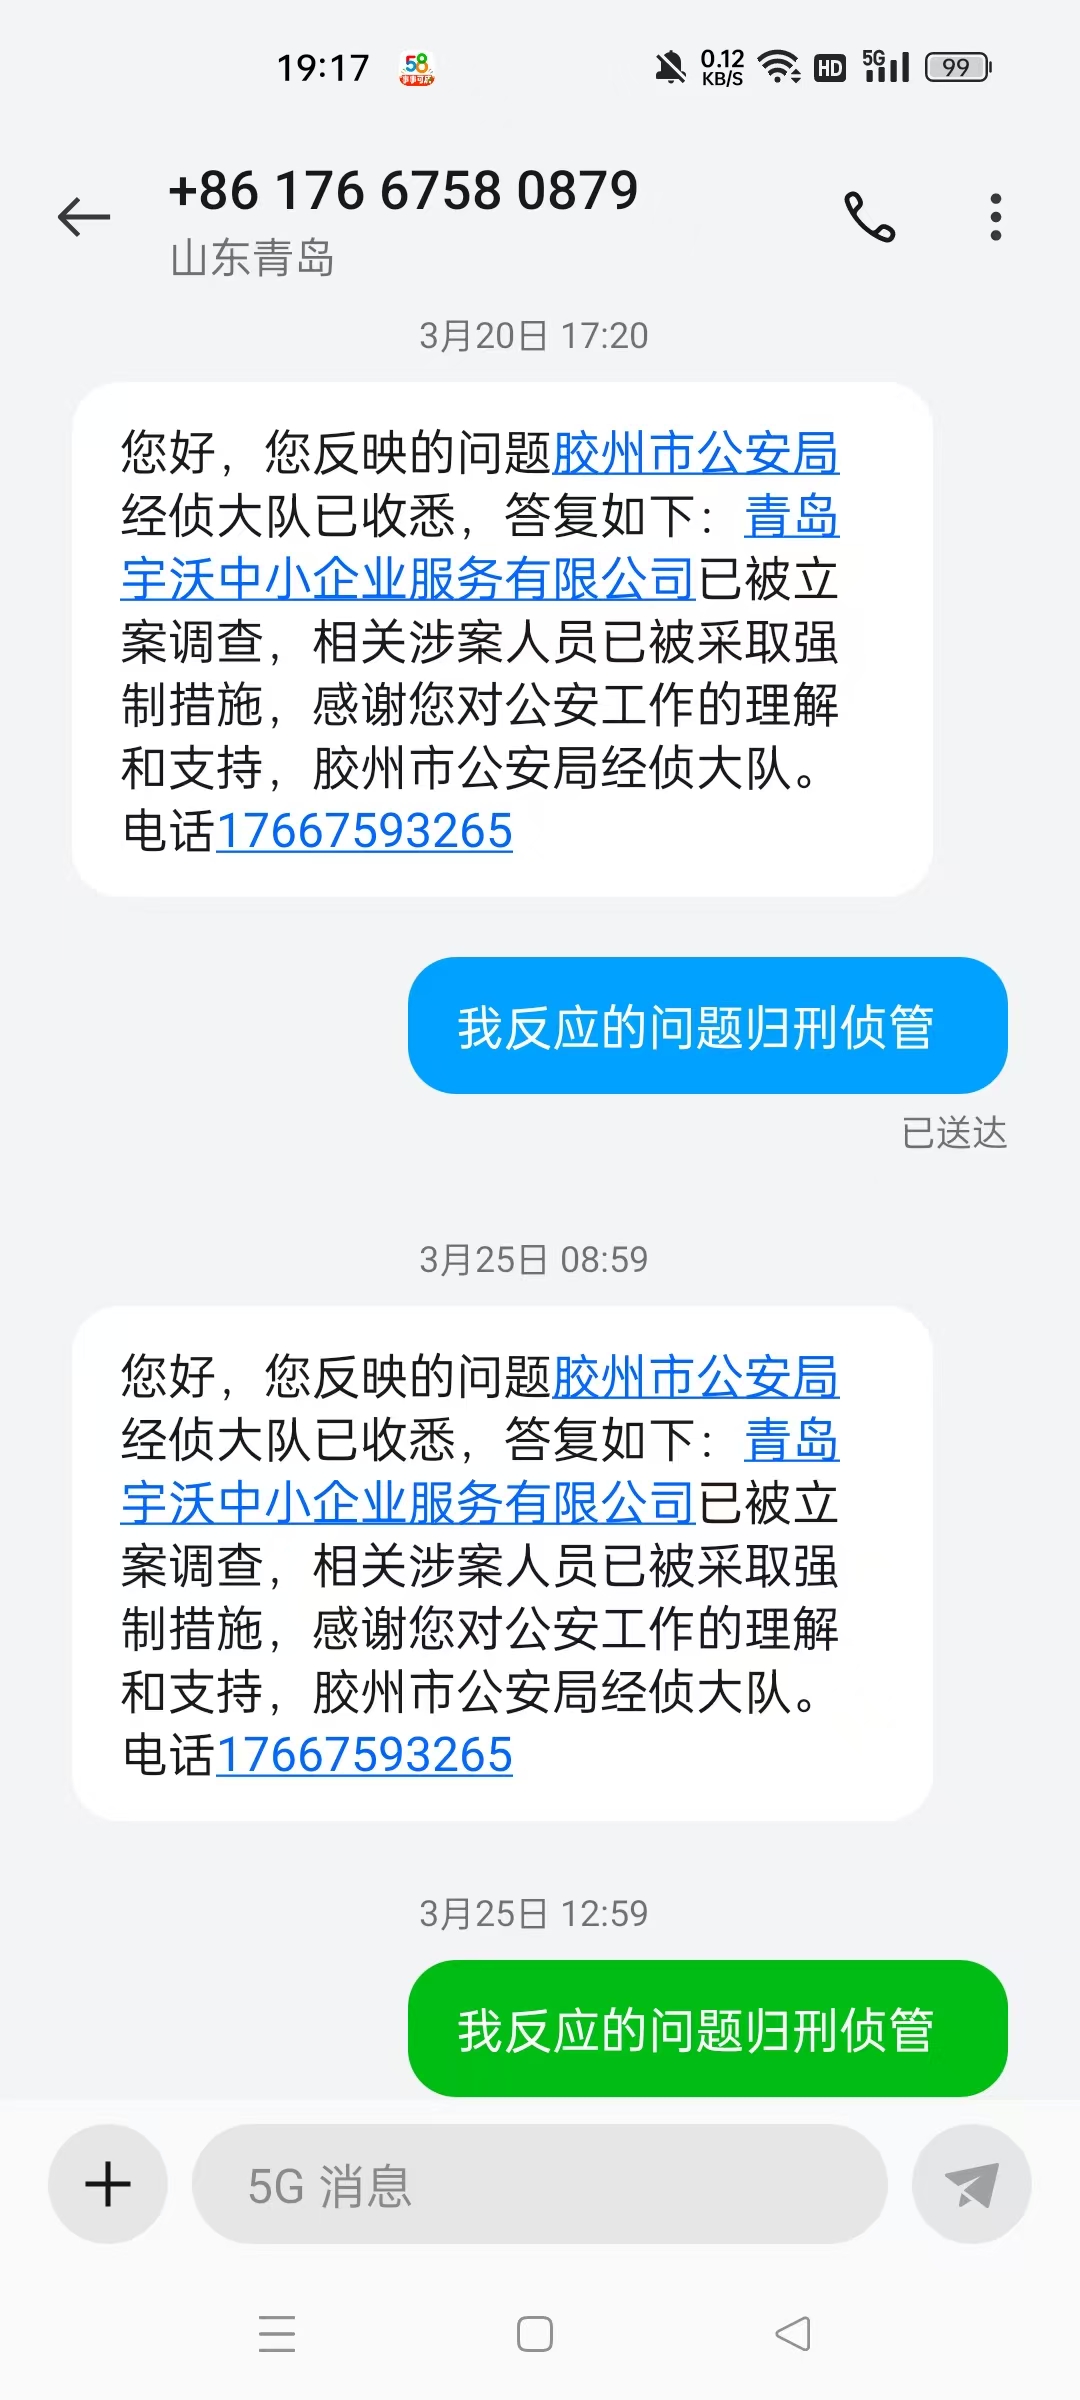 19:17
58
0.12
KB/S
HD
5G
99
+86 176 6758 0879
山东青岛
3月20日 17:20
您好，您反映的问题胶州市公安局
经侦大队已收悉，答复如下：青岛
宇沃中小企业服务有限公司已被立
案调查，相关涉案人员已被采取强
制措施，感谢您对公安工作的理解
和支持，胶州市公安局经侦大队。
电话17667593265
我反应的问题归刑侦管
已送达
3月25日 08:59
您好，您反映的问题胶州市公安局
经侦大队已收悉，答复如下：青岛
宇沃中小企业服务有限公司已被立
案调查，相关涉案人员已被采取强
制措施，感谢您对公安工作的理解
和支持，胶州市公安局经侦大队。
电话17667593265
3月25日 12:59
我反应的问题归刑侦管
5G 消息